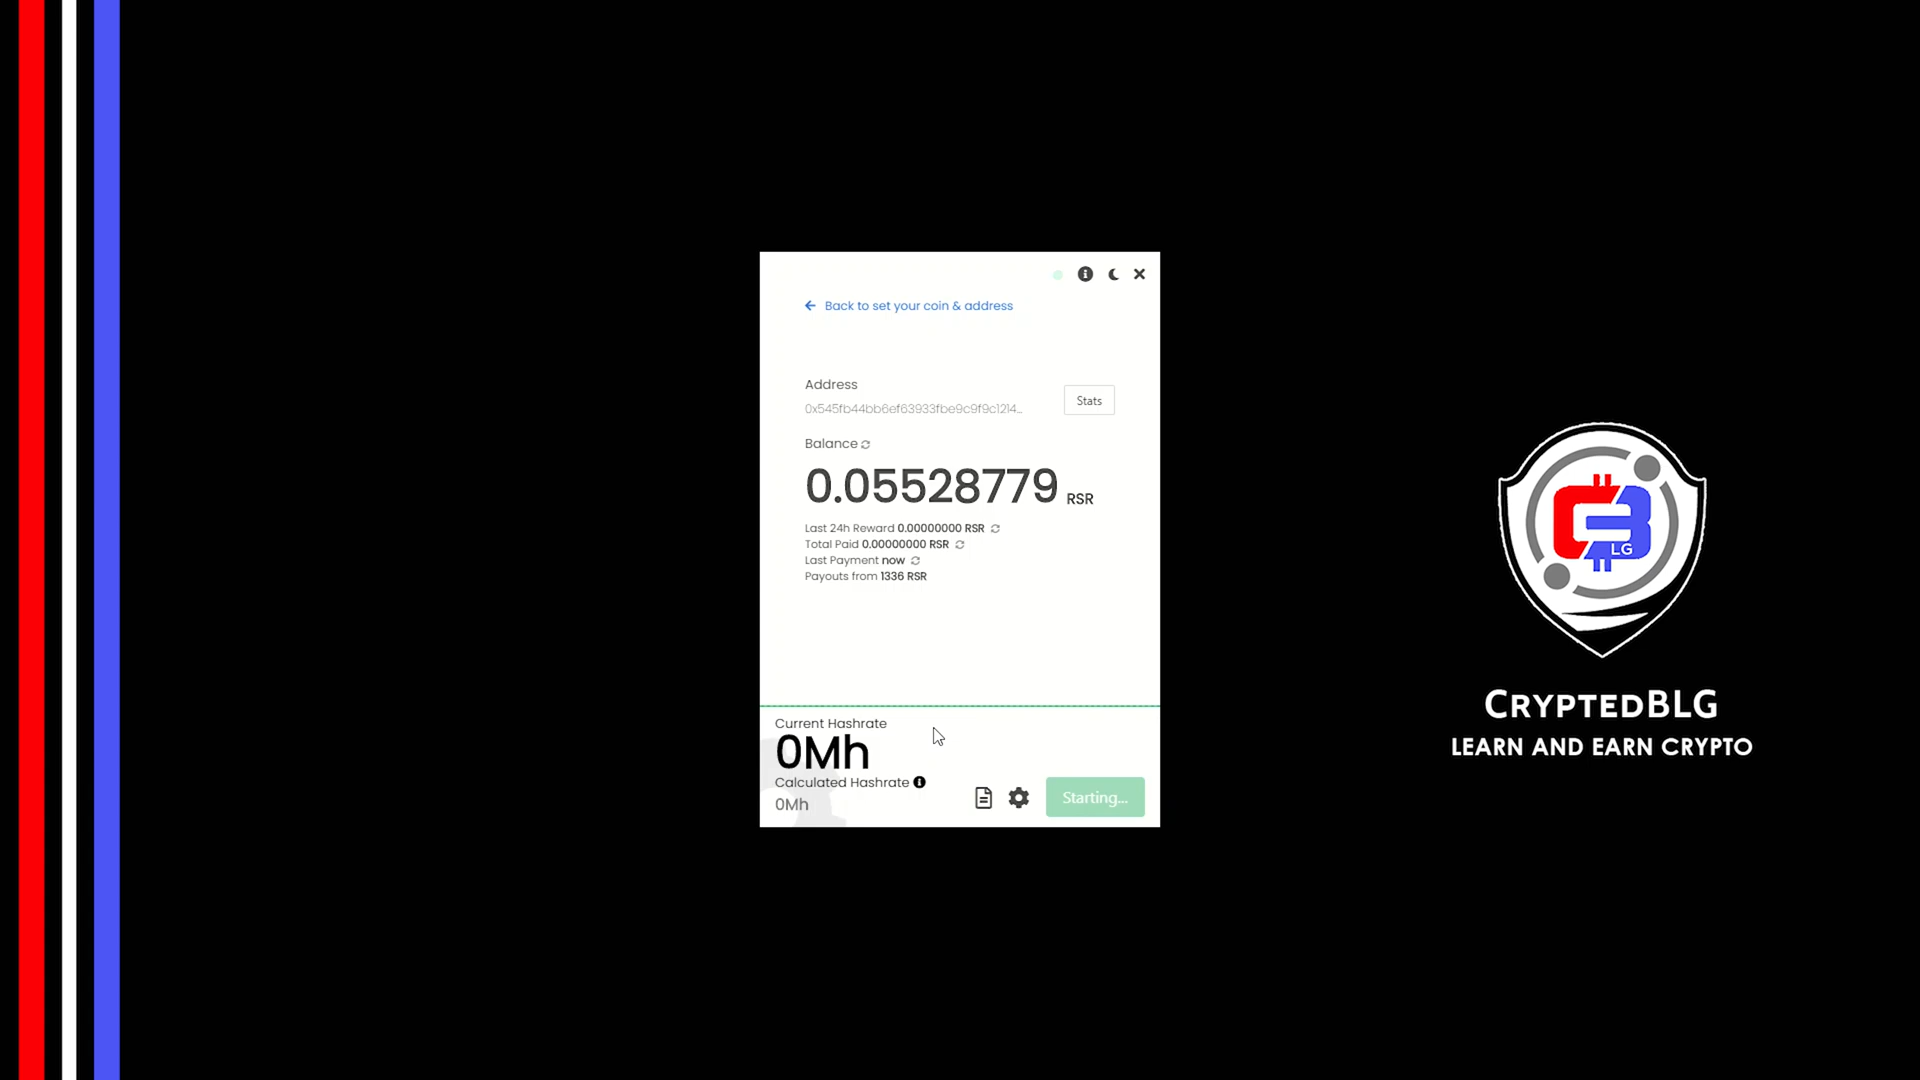 Back to set your coin & address
Address
0x545fb44bb6ef63933fbe9c9f9c1214...
Stats
Balance
0.05528779 RSR
Last 24h Reward 0.00000000 RSR
Total Paid 0.00000000 RSR
Last Payment now
Payouts from 1336 RSR
Current Hashrate
0Mh
Calculated Hashrate
0Mh
Starting...
CB
LG
CRYPTEDBLG
LEARN AND EARN CRYPTO